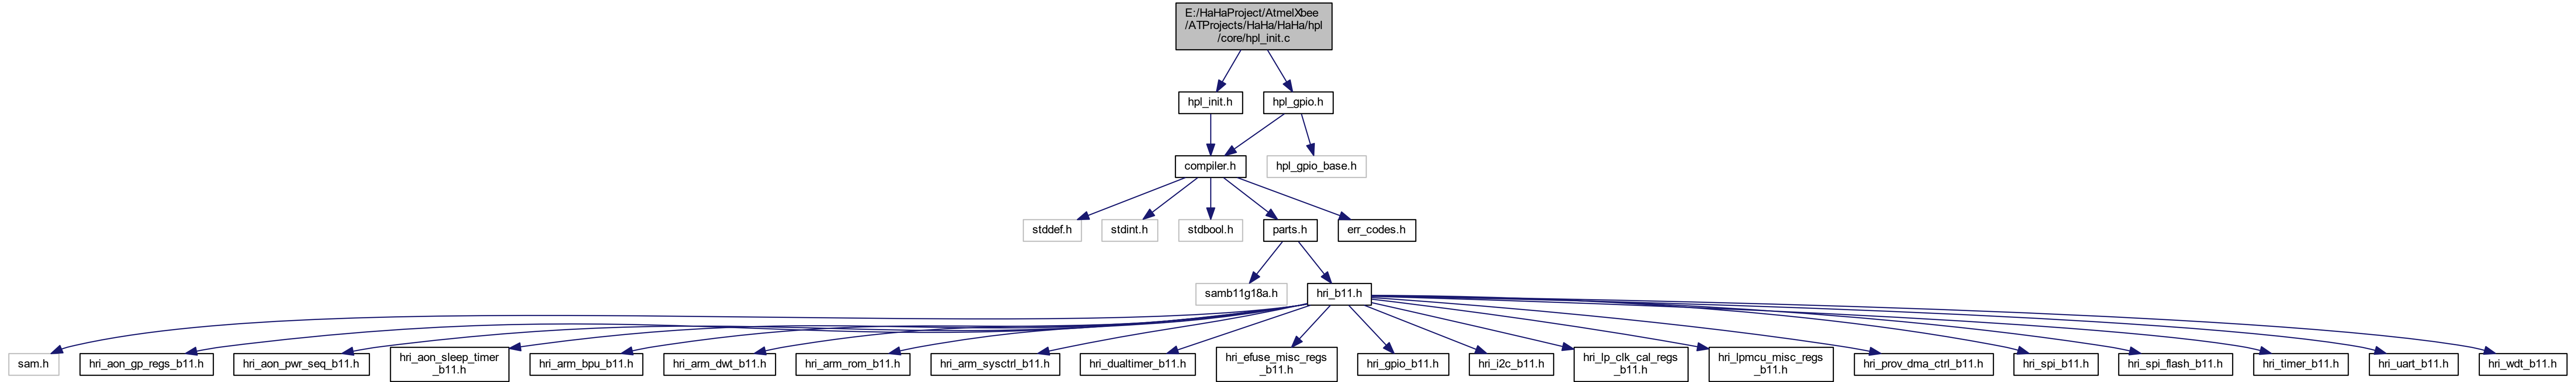 E:/HaHaProject/AtmelXbee
/ATProjects/HaHa/HaHa/hpl
/core/hpl_init.c
hpl_init.h
hpl_gpio.h
compiler.h
hpl_gpio_base.h
stddef.h
stdint.h
stdbool.h
parts.h
err_codes.h
samb11g18a.h
hri_b11.h
sam.h
hri_aon_gp_regs_b11.h
hri_aon_pwr_seq_b11.h
hri_aon_sleep_timer
_b11.h
hri_arm_bpu_b11.h
hri_arm_dwt_b11.h
hri_arm_rom_b11.h
hri_arm_sysctrl_b11.h
hri_dualtimer_b11.h
hri_efuse_misc_regs
_b11.h
hri_gpio_b11.h
hri_i2c_b11.h
hri_lp_clk_cal_regs
_b11.h
hri_lpmcu_misc_regs
_b11.h
hri_prov_dma_ctrl_b11.h
hri_spi_b11.h
hri_spi_flash_b11.h
hri_timer_b11.h
hri_uart_b11.h
hri_wdt_b11.h